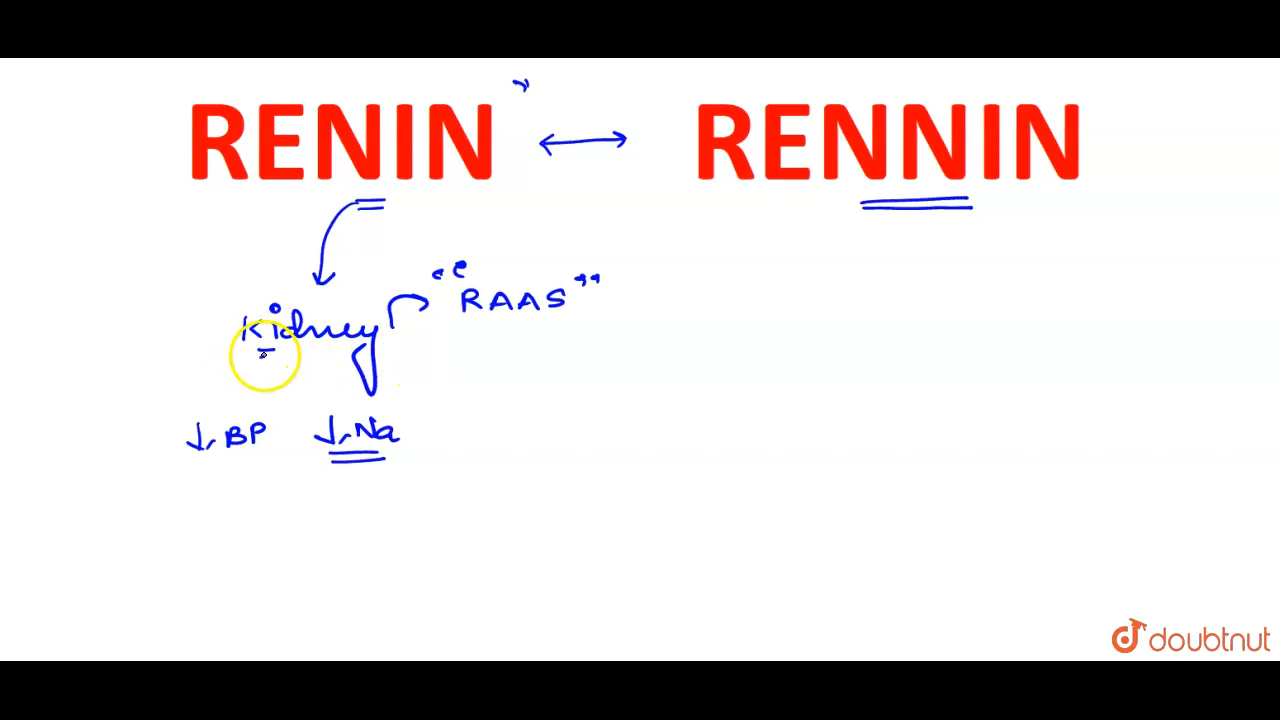 RENIN ↔ RENNIN
“ RAAS ”
Kidney
↓ BP ↓ Na
doubtnut